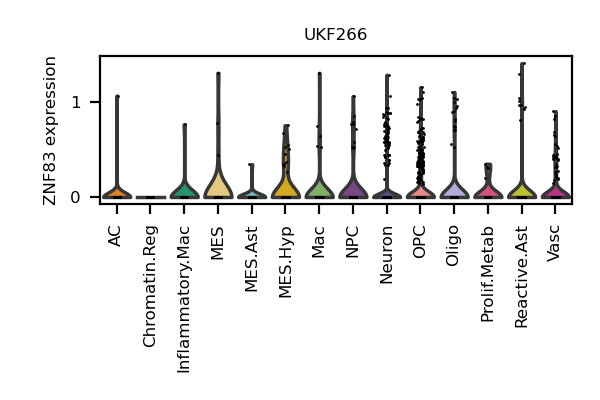 UKF266
ZNF83 expression
1
0
AC
Chromatin.Reg
Inflammatory.Mac
MES
MES.Ast
MES.Hyp
Mac
NPC
Neuron
OPC
Oligo
Prolif.Metab
Reactive.Ast
Vasc